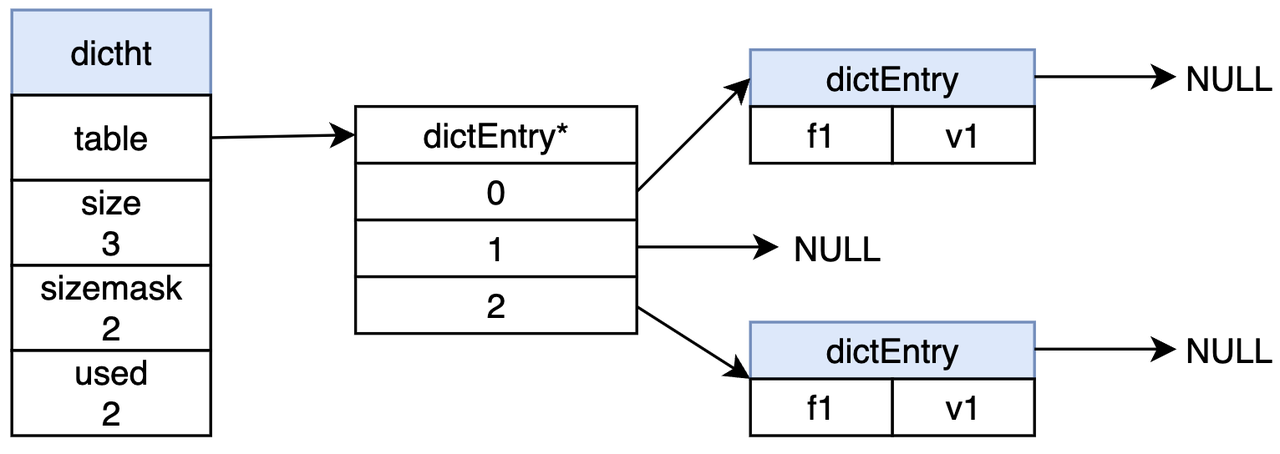 dictht
table
size
3
sizemask
2
used
2
dictEntry*
0
1
2
dictEntry
f1
v1
NULL
NULL
dictEntry
f1
v1
NULL